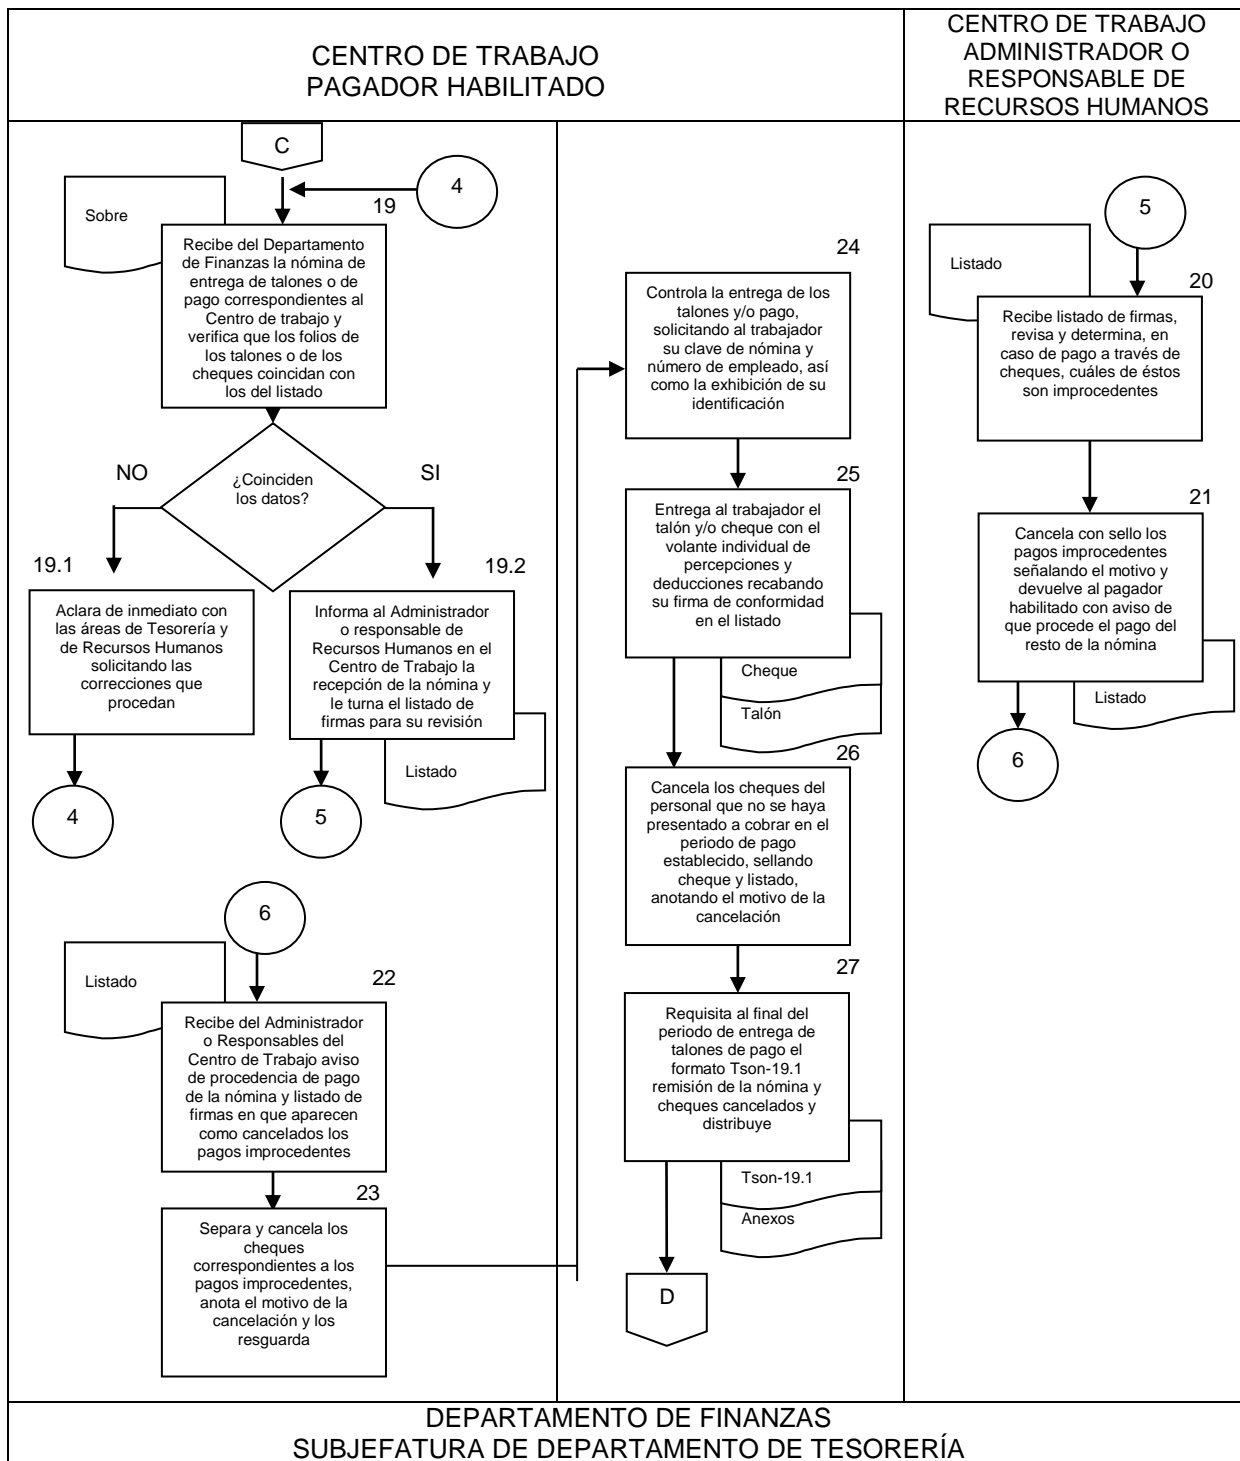 CENTRO DE TRABAJO
PAGADOR HABILITADO
CENTRO DE TRABAJO
ADMINISTRADOR O
RESPONSABLE DE
RECURSOS HUMANOS
C
4
19
Sobre
Recibe del Departamento
de Finanzas la nómina de
entrega de talones o de
pago correspondientes al
Centro de trabajo y
verifica que los folios de
los talones o de los
cheques coincidan con
los del listado
NO
¿Coinciden
los datos?
SI
19.1
Aclara de inmediato con
las áreas de Tesorería y
de Recursos Humanos
solicitando las
correcciones que
procedan
4
19.2
Informa al Administrador
o responsable de
Recursos Humanos en el
Centro de Trabajo la
recepción de la nómina y
le turna el listado de
firmas para su revisión
Listado
5
6
Listado
22
Recibe del Administrador
o Responsables del
Centro de Trabajo aviso
de procedencia de pago
de la nómina y listado de
firmas en que aparecen
como cancelados los
pagos improcedentes
23
Separa y cancela los
cheques
correspondientes a los
pagos improcedentes,
anota el motivo de la
cancelación y los
resguarda
24
Controla la entrega de los
talones y/o pago,
solicitando al trabajador
su clave de nómina y
número de empleado, así
como la exhibición de su
identificación
25
Entrega al trabajador el
talón y/o cheque con el
volante individual de
percepciones y
deducciones recabando
su firma de conformidad
en el listado
Cheque
Talón
26
Cancela los cheques del
personal que no se haya
presentado a cobrar en el
periodo de pago
establecido, sellando
cheque y listado,
anotando el motivo de la
cancelación
27
Requisita al final del
periodo de entrega de
talones de pago el
formato Tson-19.1
remisión de la nómina y
cheques cancelados y
distribuye
Tson-19.1
Anexos
D
5
Listado
20
Recibe listado de firmas,
revisa y determina, en
caso de pago a través de
cheques, cuáles de éstos
son improcedentes
21
Cancela con sello los
pagos improcedentes
señalando el motivo y
devuelve al pagador
habilitado con aviso de
que procede el pago del
resto de la nómina
Listado
6
DEPARTAMENTO DE FINANZAS
SUBJEFATURA DE DEPARTAMENTO DE TESORERÍA